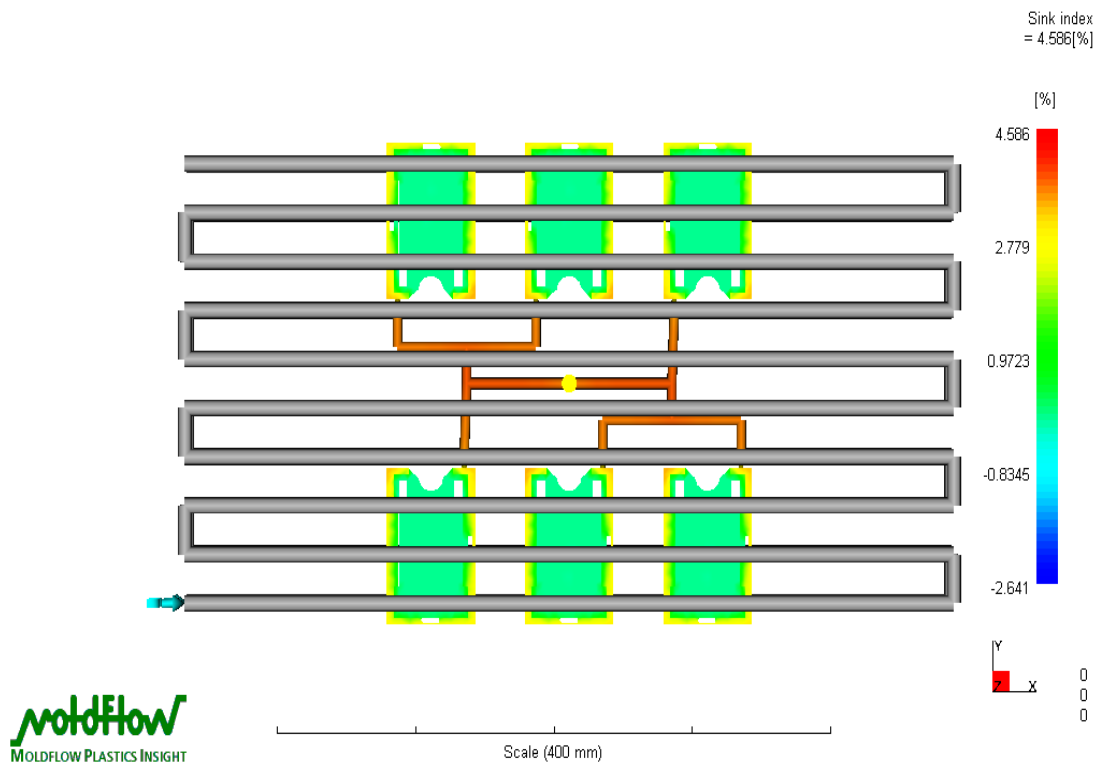 Sink index
= 4.586[%]
[%]
4.586
2.779
0.9723
-0.8345
-2.641
Y
Z X
0
0
0
moldflow
MOLDFLOW PLASTICS INSIGHT
Scale (400 mm)